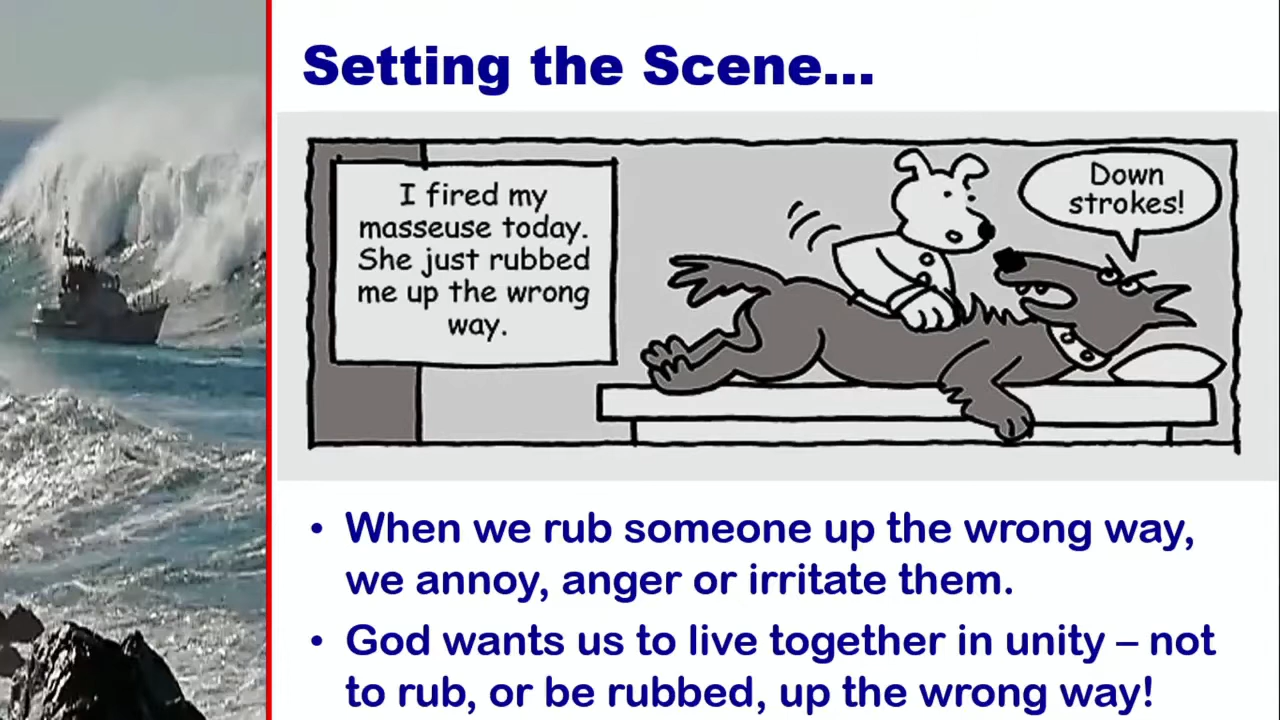 Setting the Scene...
I fired my
masseuse today.
She just rubbed
me up the wrong
way.
Down
strokes!
• When we rub someone up the wrong way,
we annoy, anger or irritate them.
• God wants us to live together in unity – not
to rub, or be rubbed, up the wrong way!